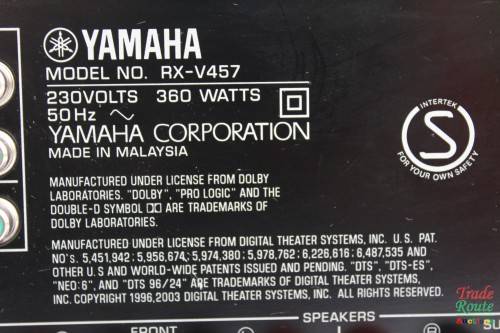 YAMAHA
MODEL NO. RX-V457
230VOLTS 360 WATTS
50Hz ~
YAMAHA CORPORATION
MADE IN MALAYSIA
INTERTEK
S
FOR YOUR OWN SAFETY
MANUFACTURED UNDER LICENSE FROM DOLBY
LABORATORIES. "DOLBY", "PRO LOGIC" AND THE
DOUBLE-D SYMBOL ARE TRADEMARKS OF
DOLBY LABORATORIES.
MANUFACTURED UNDER LICENSE FROM DIGITAL THEATER SYSTEMS, INC. U.S. PAT.
NO'S. 5,451,942; 5,956,674; 5,974,380; 5,978,762; 6,226,616; 6,487,535 AND
OTHER U.S AND WORLD-WIDE PATENTS ISSUED AND PENDING. "DTS", "DTS-ES",
"NEO:6", AND "DTS 96/24" ARE TRADEMARKS OF DIGITAL THEATER SYSTEMS,
INC. COPYRIGHT 1996,2003 DIGITAL THEATER SYSTEMS, INC. ALL RIGHTS RESERVED.
SPEAKERS
FRONT
Trade
Route